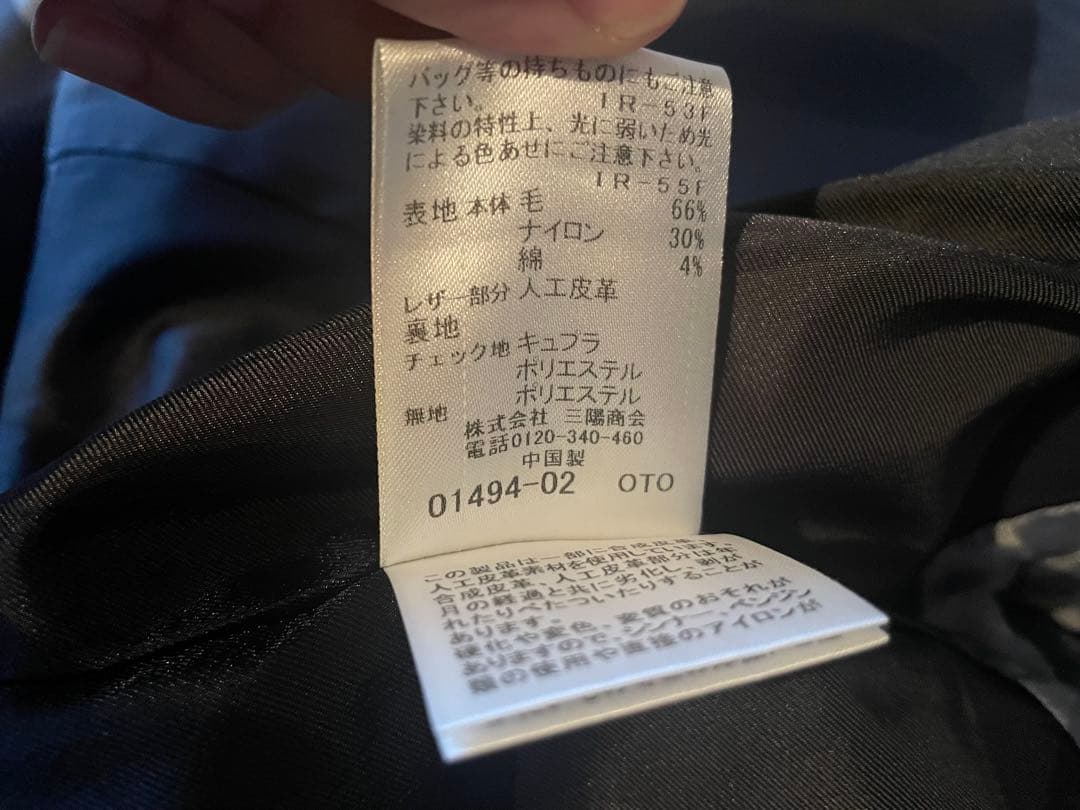 バッグ等の持ちものにもご注意
下さい。 IR-53F
染料の特性上、光に弱いため光
による色あせにご注意下さい。
IR-55F
表地 本体 毛 66%
ナイロン 30%
綿 4%
レザー部分 人工皮革
裏地
チェック地 キュプラ
ポリエステル
無地 ポリエステル
株式会社 三陽商会
電話0120-340-460
中国製
01494-02 OTO
この製品は一部に合成皮革、
人工皮革素材を使用しています。
合成皮革、人工皮革部分は年
月の経過と共に劣化し、剥が
れたりべたついたりすることが
あります。
硬化や変色、変質のおそれが
ありますので、シンナー、ベンジン
類の使用や直接のアイロンが